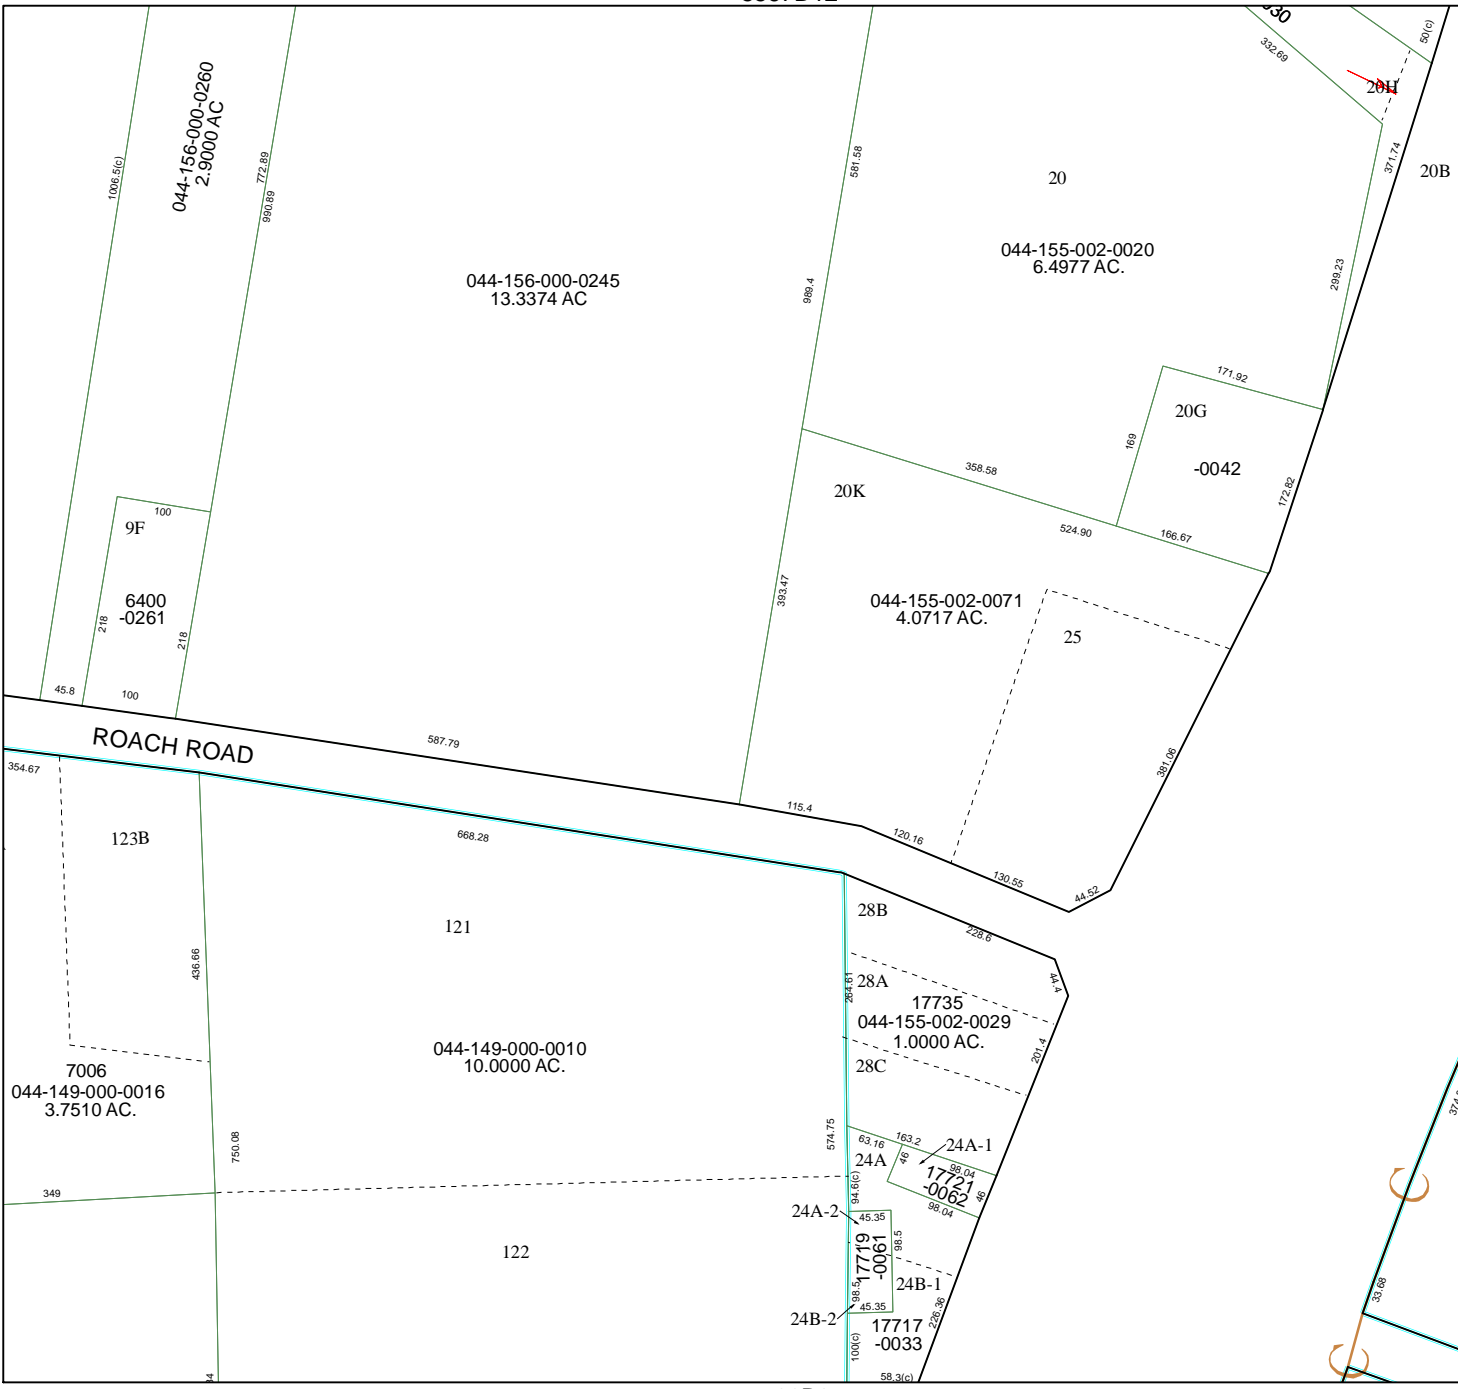 50(c)
332.69
20H
371.74
20B
044-156-000-0260
2.9000 AC
1006.5(c)
772.89
990.89
581.58
20
044-155-002-0020
6.4977 AC.
299.23
044-156-000-0245
13.3374 AC
989.4
171.92
20G
169
-0042
172.82
358.58
20K
524.90
166.67
100
9F
6400
-0261
218
218
393.47
044-155-002-0071
4.0717 AC.
25
381.06
45.8
100
ROACH ROAD
587.79
115.4
120.16
130.55
44.52
354.67
123B
668.28
121
436.66
28B
228.6
44.4
264.61
28A
17735
044-155-002-0029
1.0000 AC.
201.4
28C
044-149-000-0010
10.0000 AC.
7006
044-149-000-0016
3.7510 AC.
750.08
574.75
63.16
163.2
24A-1
24A
46
98.04
17721
-0062
46
98.04
349
94.6(c)
24A-2
45.35
17719
-0061
98.5
98.5
24B-1
45.35
24B-2
122
17717
-0033
226.36
100(c)
58.3(c)
33.68